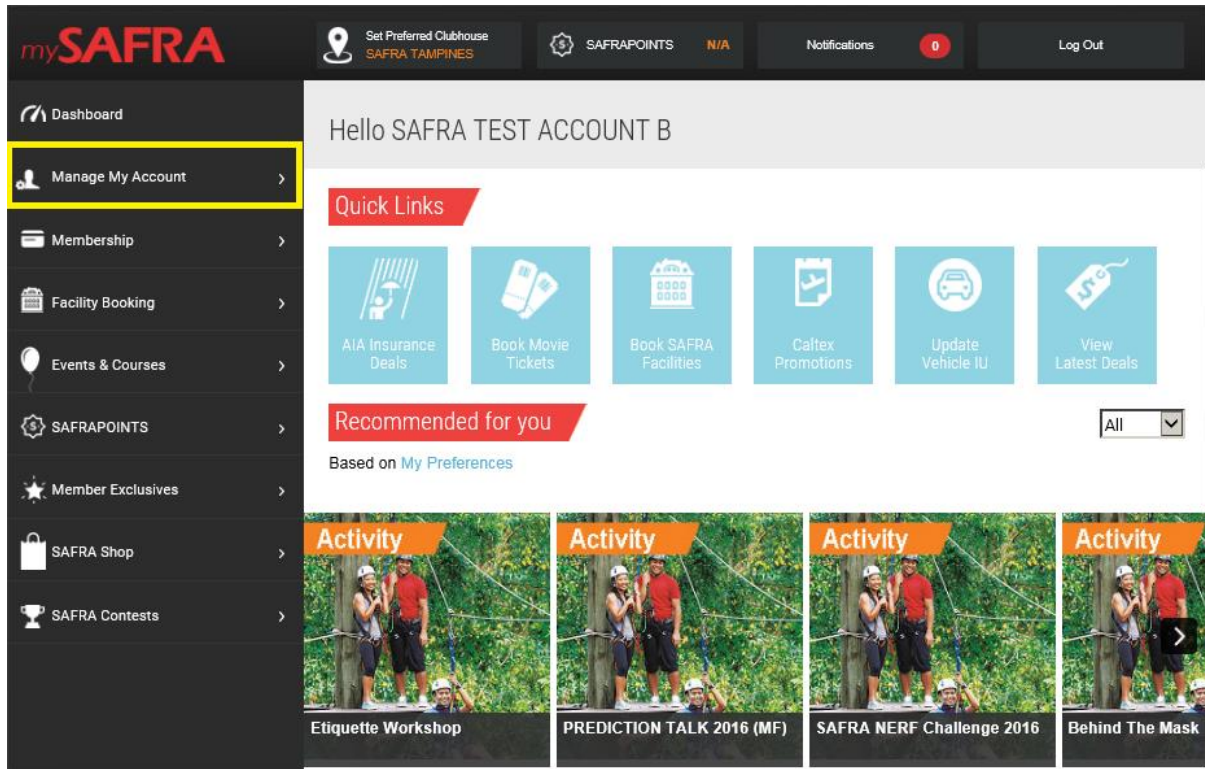 mySAFRA
Set Preferred Clubhouse
SAFRA TAMPINES
SAFRAPOINTS N/A
Notifications 0
Log Out
Dashboard
Manage My Account
Membership
Facility Booking
Events & Courses
SAFRAPOINTS
Member Exclusives
SAFRA Shop
SAFRA Contests
Hello SAFRA TEST ACCOUNT B
Quick Links
AIA Insurance
Deals
Book Movie
Tickets
Book SAFRA
Facilities
Caltex
Promotions
Update
Vehicle IU
View
Latest Deals
Recommended for you
All
Based on My Preferences
Activity
Etiquette Workshop
Activity
PREDICTION TALK 2016 (MF)
Activity
SAFRA NERF Challenge 2016
Activity
Behind The Mask